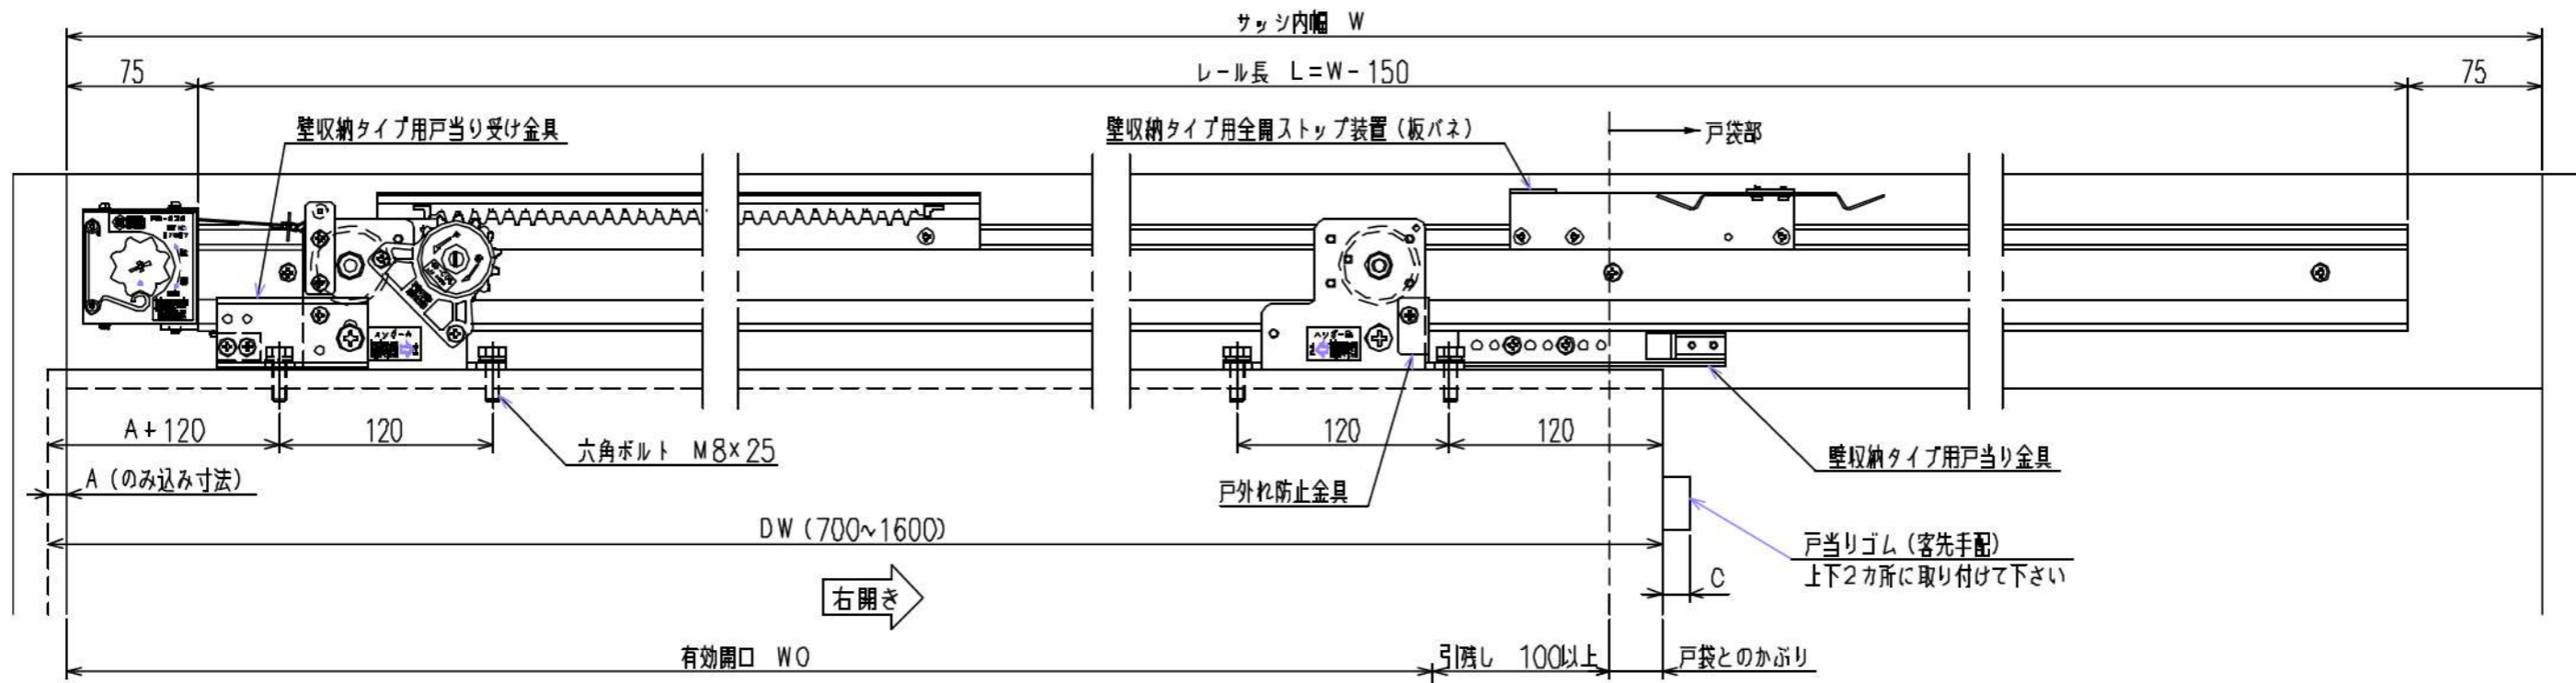 サッシ内幅 W
75
レール長 L=W-150
75
壁収納タイプ用戸当り受け金具
壁収納タイプ用全開ストップ装置(板バネ)
戸袋部
ハンガーA
A+120
120
120
120
六角ボルト M8×25
壁収納タイプ用戸当り金具
A(のみ込み寸法)
戸外れ防止金具
DW(700~1600)
戸当りゴム(客先手配)
上下2カ所に取り付けて下さい
C
右開き
有効開口 WO
引残し 100以上
戸袋とのかぶり